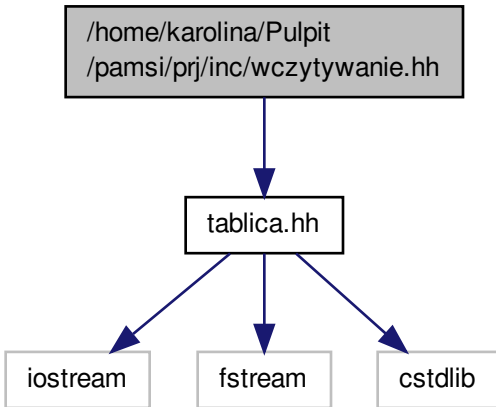 /home/karolina/Pulpit
/pamsi/prj/inc/wczytywanie.hh
tablica.hh
iostream
fstream
cstdlib